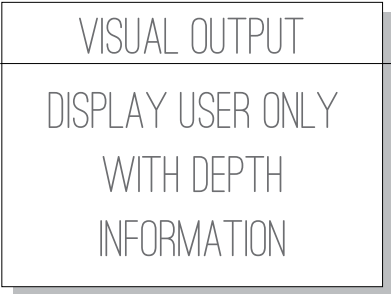 VISUAL OUTPUT
DISPLAY USER ONLY
WITH DEPTH
INFORMATION